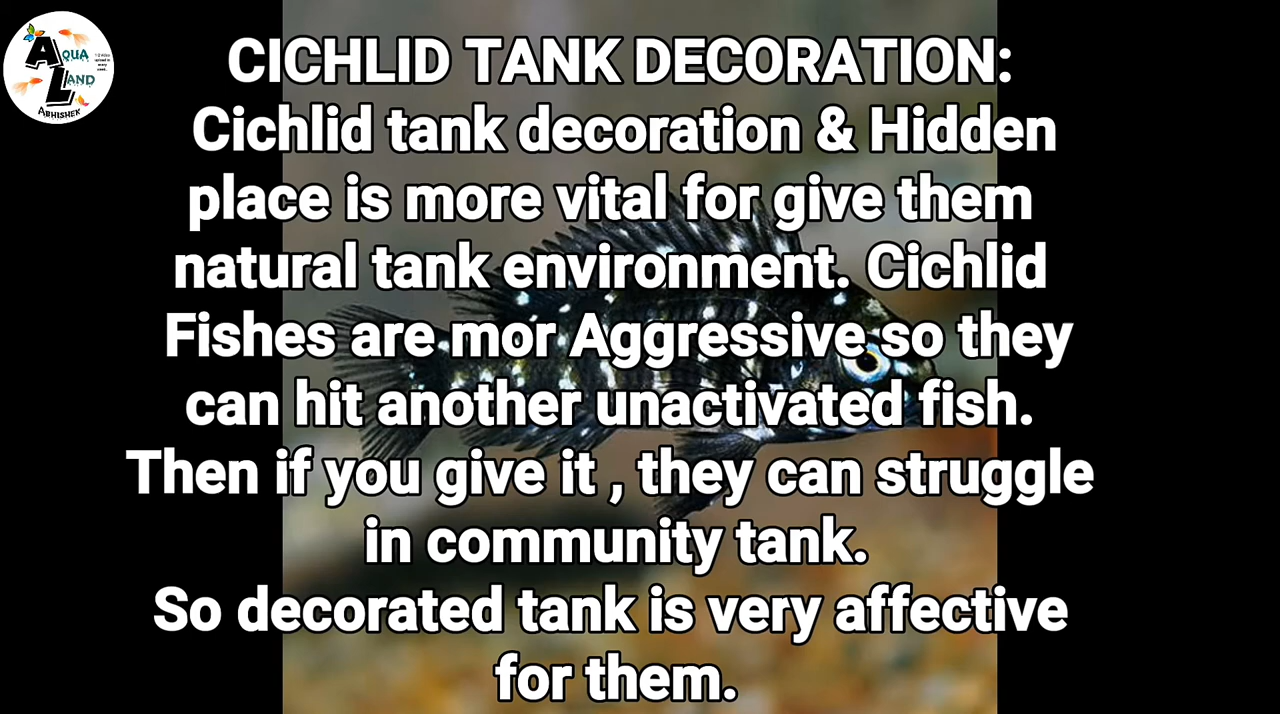 AQUA
LAND
ABHISHEK
CICHLID TANK DECORATION:
Cichlid tank decoration & Hidden
place is more vital for give them
natural tank environment. Cichlid
Fishes are mor Aggressive so they
can hit another unactivated fish.
Then if you give it , they can struggle
in community tank.
So decorated tank is very affective
for them.